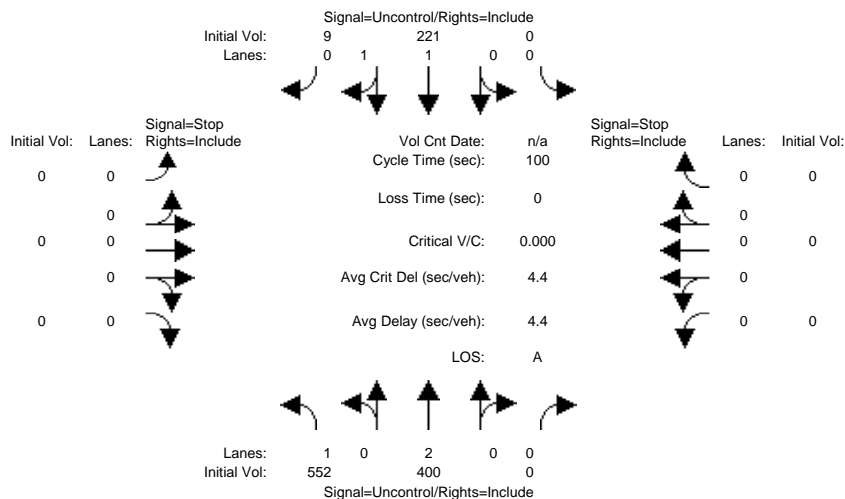 Signal=Uncontrol/Rights=Include
Initial Vol: 9 221 0
Lanes: 0 1 1 0 0
Signal=Stop Signal=Stop
Initial Vol: Lanes: Rights=Include Vol Cnt Date: n/a Rights=Include Lanes: Initial Vol:
Cycle Time (sec): 100
0 0 0 0
Loss Time (sec): 0
0 0
0 0 Critical V/C: 0.000 0 0
0 Avg Crit Del (sec/veh): 4.4 0
0 0 Avg Delay (sec/veh): 4.4 0 0
LOS: A
Lanes: 1 0 2 0 0
Initial Vol: 552 400 0
Signal=Uncontrol/Rights=Include